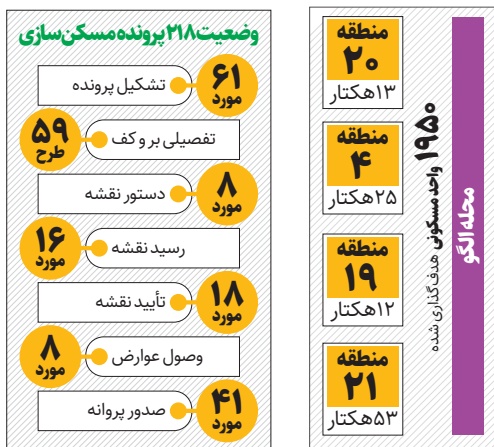 محله الگو
۱۹۵۰ واحد مسکونی هدف‌گذاری شده
منطقه
۲۰
۱۳هکتار
منطقه
۴
۲۵هکتار
منطقه
۱۹
۱۲هکتار
منطقه
۲۱
۵۳هکتار
وضعیت ۲۱۸ پرونده مسکن‌سازی
۶۱
مورد
تشکیل پرونده
تفصیلی بر و کف
۵۹
طرح
۸
مورد
دستور نقشه
رسید نقشه
۱۶
مورد
۱۸
مورد
تأیید نقشه
وصول عوارض
۸
مورد
۴۱
مورد
صدور پروانه